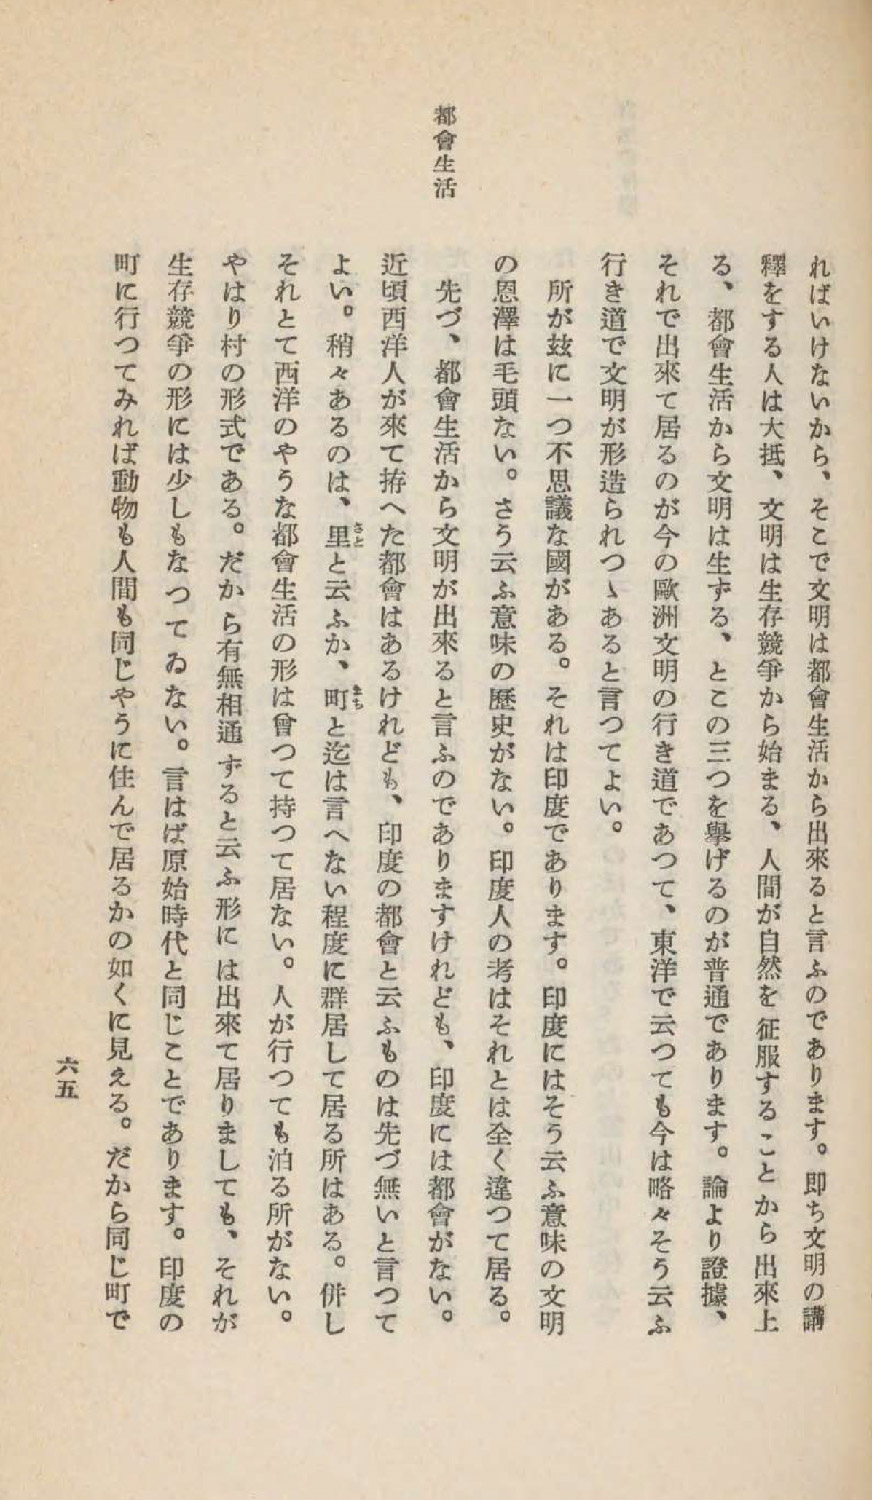 都會生活
ればいけないから、そこで文明は都會生活から出來ると言ふのであります。卽ち文明の講
釋をする人は大抵、文明は生存競爭から始まる、人間が自然を征服することから出來上
る、都會生活から文明は生ずる、とこの三つを擧げるのが普通であります。論より證據、
それで出來て居るのが今の歐洲文明の行き道であつて、東洋で云つても今は略々そう云ふ
行き道で文明が形造られつゝあると言つてよい。
所が玆に一つ不思議な國がある。それは印度であります。印度にはそう云ふ意味の文明
の恩澤は毛頭ない。さう云ふ意味の歷史がない。印度人の考はそれとは全く違つて居る。
先づ、都會生活から文明が出來ると言ふのでありますけれども、印度には都會がない。
近頃西洋人が來て拵へた都會はあるけれども、印度の都會と云ふものは先づ無いと言つて
よい。稍々あるのは、里さとと云ふか、町まちと迄は言へない程度に群居して居る所はある。倂し
それとて西洋のやうな都會生活の形は曾つて持つて居ない。人が行つても泊る所がない。
やはり村の形式である。だから有無相通ずると云ふ形には出來て居りましても、それが
生存競爭の形には少しもなつてゐない。言はば原始時代と同じことであります。印度の
町に行つてみれば動物も人間も同じやうに住んで居るかの如くに見える。だから同じ町で
六五